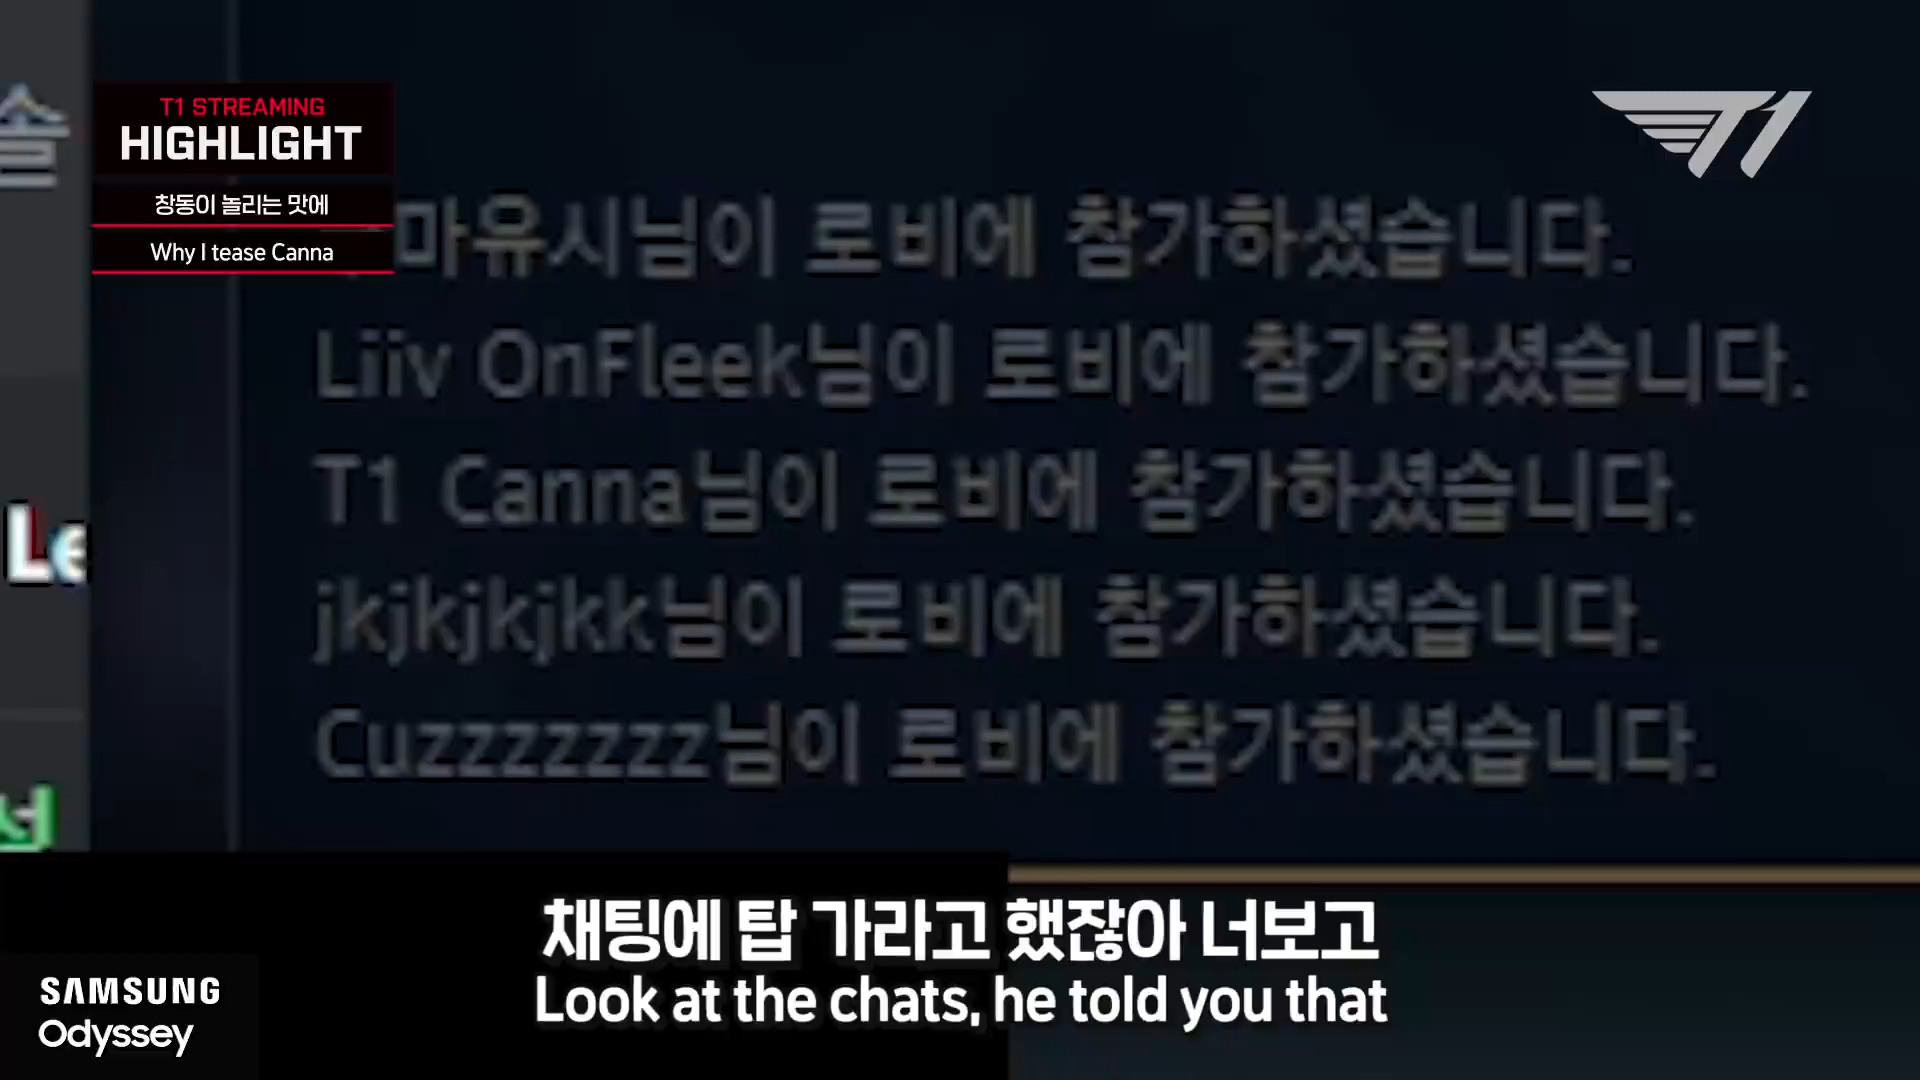 솔
T1 STREAMING
HIGHLIGHT
창동이 놀리는 맛에
Why I tease Canna
T1
마유시님이 로비에 참가하셨습니다.
Liiv OnFleek님이 로비에 참가하셨습니다.
T1 Canna님이 로비에 참가하셨습니다.
Le
jkjkjkjkk님이 로비에 참가하셨습니다.
Cuzzzzzzz님이 로비에 참가하셨습니다.
채팅에 탑 가라고 했잖아 너보고
Look at the chats, he told you that
SAMSUNG
Odyssey